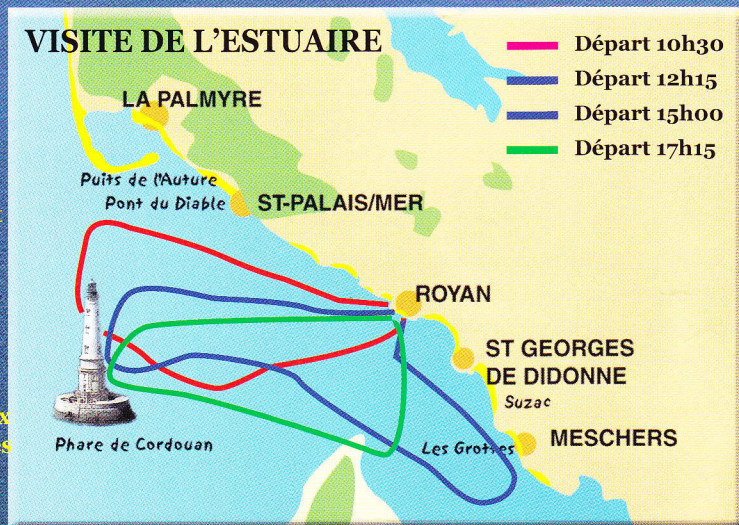 VISITE DE L'ESTUAIRE
Départ 10h30
Départ 12h15
Départ 15h00
Départ 17h15
LA PALMYRE
Puits de l'Auture
Pont du Diable
ST-PALAIS/MER
ROYAN
ST GEORGES
DE DIDONNE
Suzac
MESCHERS
Les Grottes
Phare de Cordouan